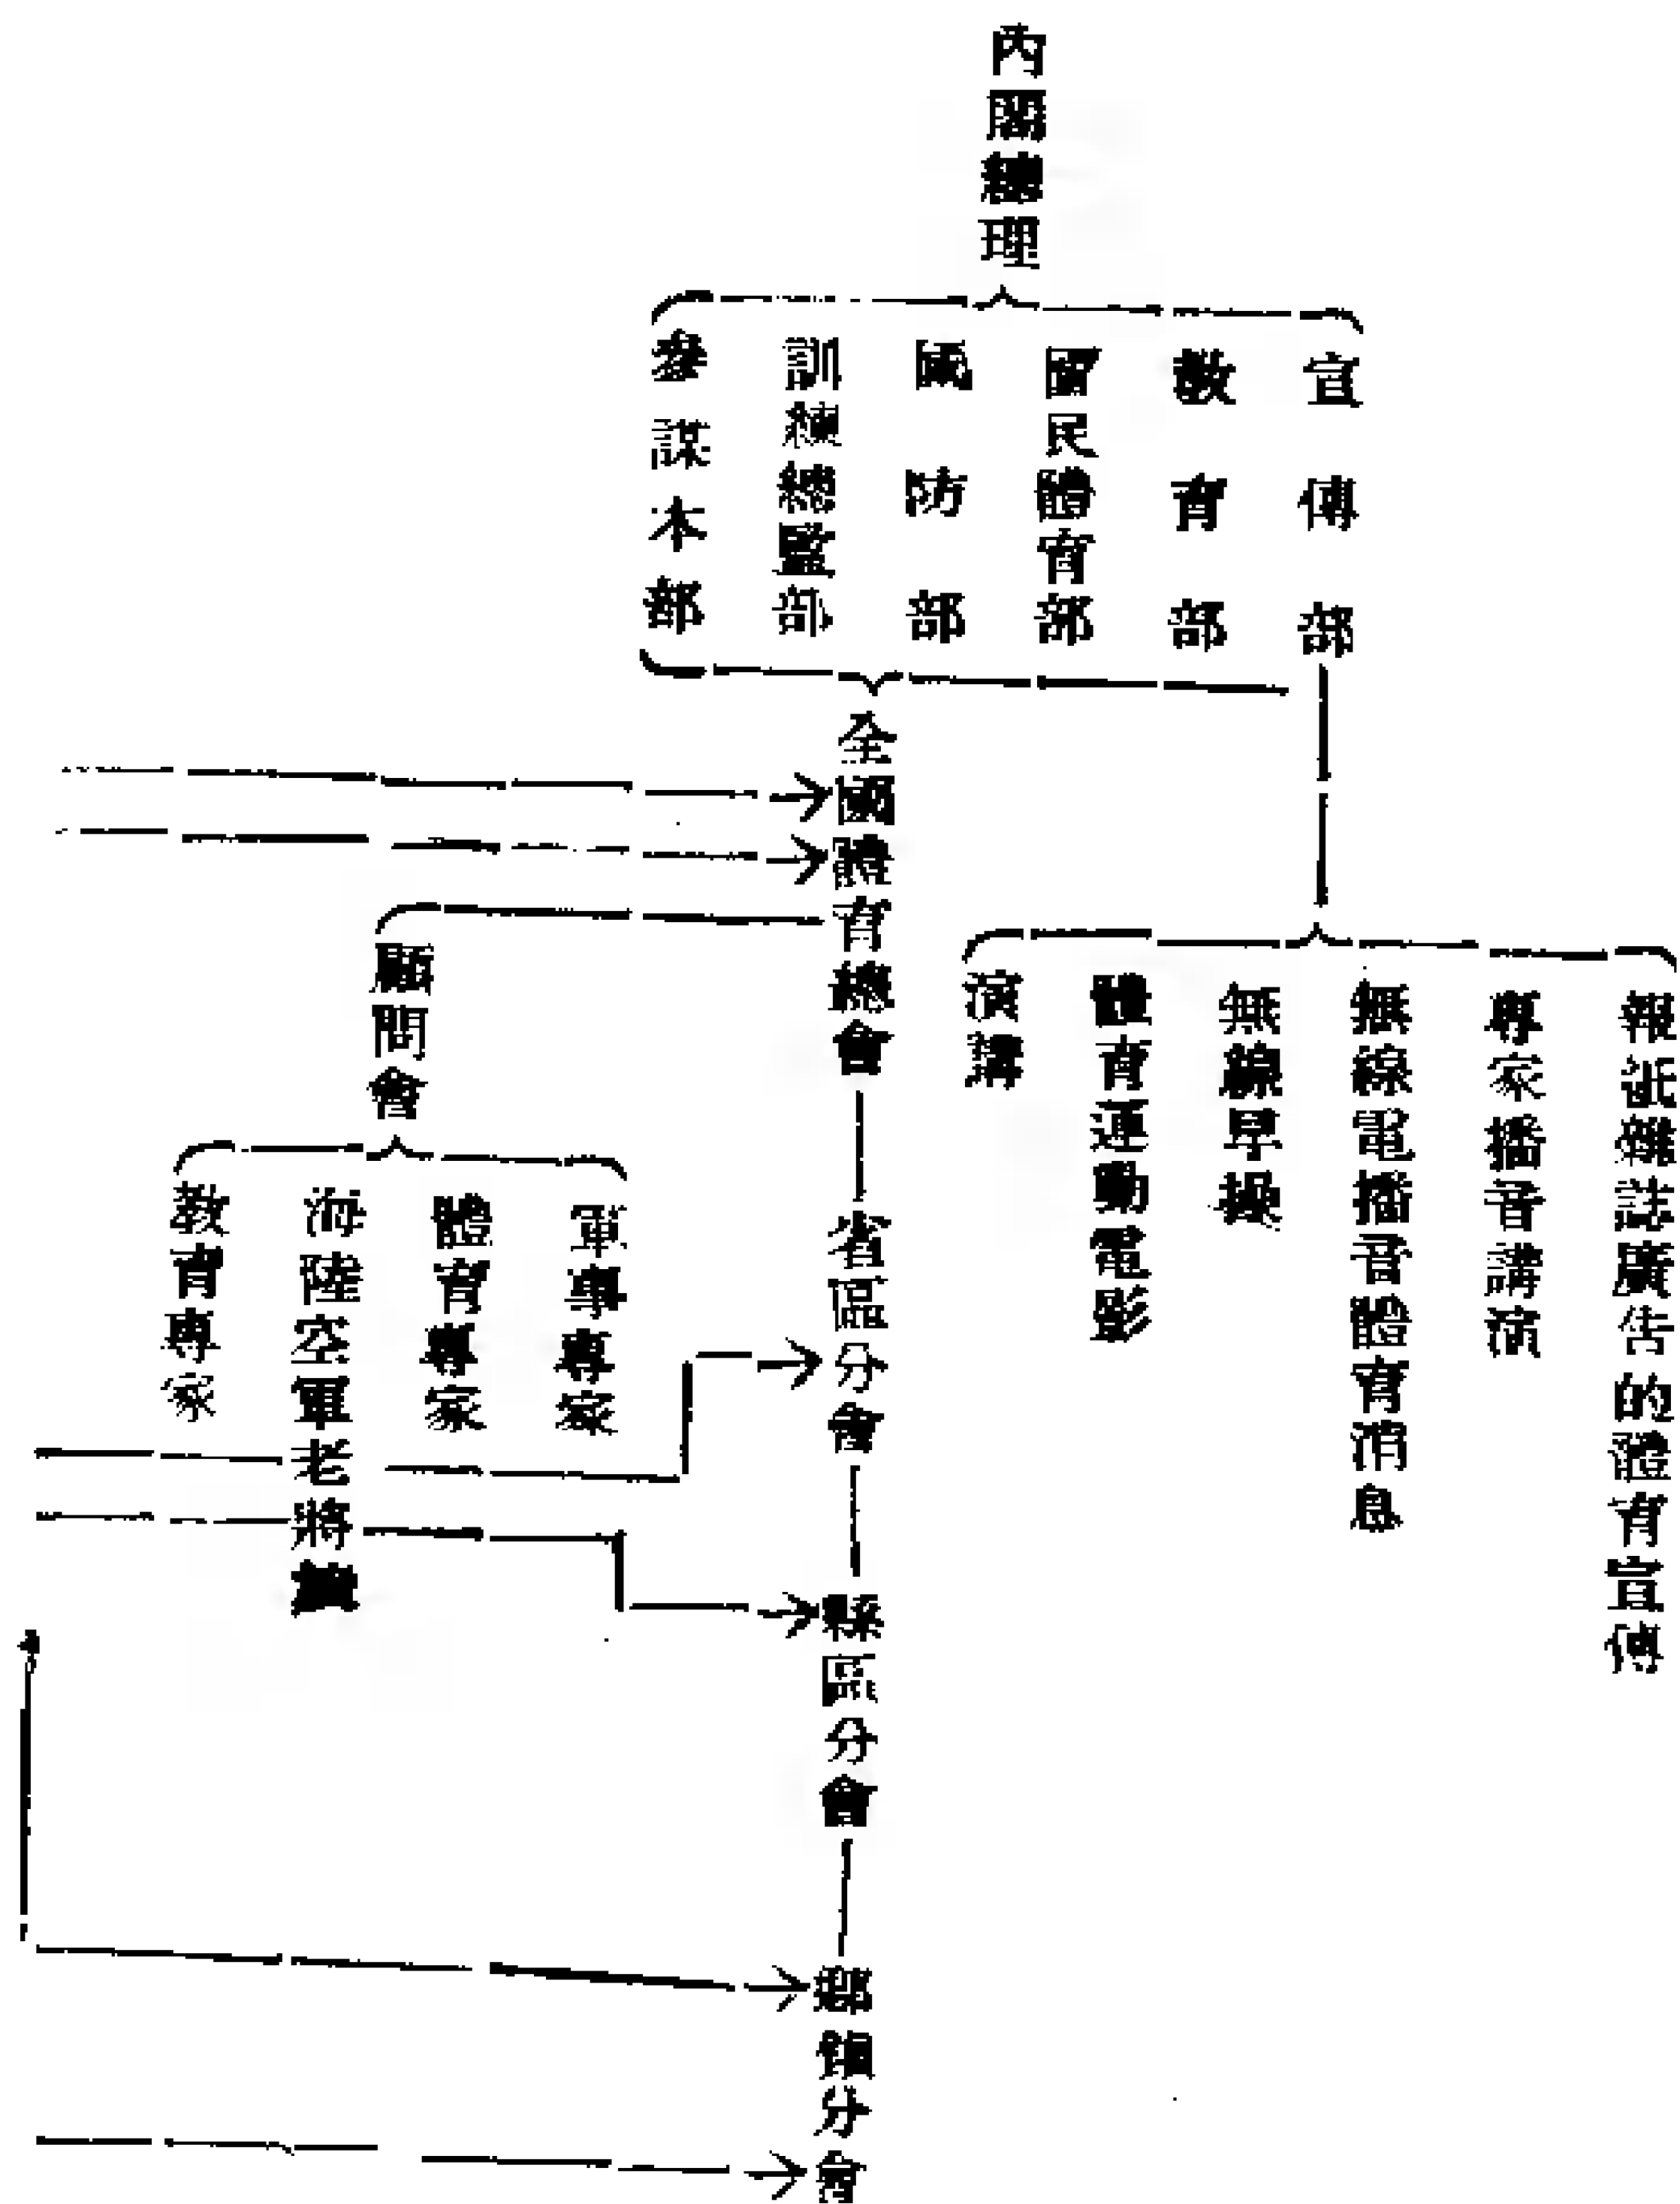 內閣總理
宣傳部
教育部
國民體育部
國防部
訓練總監部
參謀本部
報紙雜誌廣告的體育宣傳
專家播音講演
無線電播音體育消息
無線早操
體育運動電影
演講
全國體育總會
顧問會
軍事專家
體育專家
海陸空軍老將
教育專家
省區分會
縣區分會
鄉鎮分會